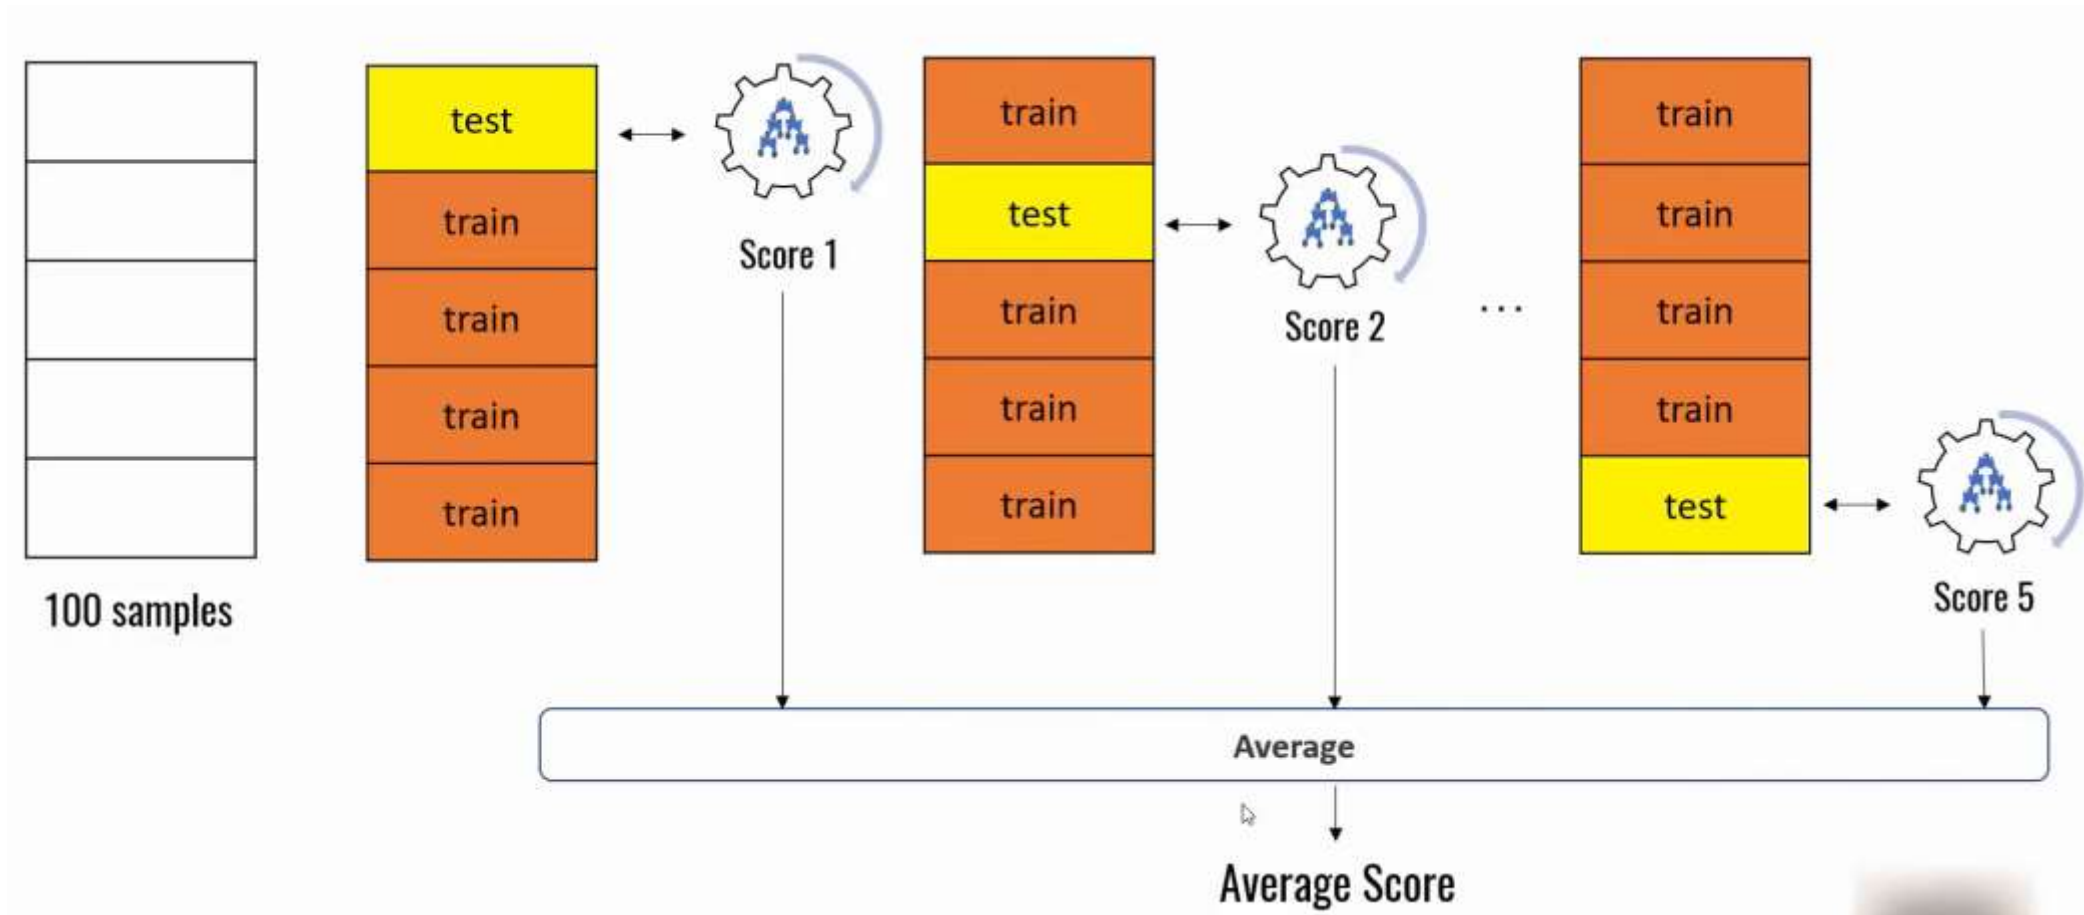 100 samples
test
train
train
train
train
Score 1
train
test
train
train
train
Score 2
...
train
train
train
train
test
Score 5
Average
Average Score